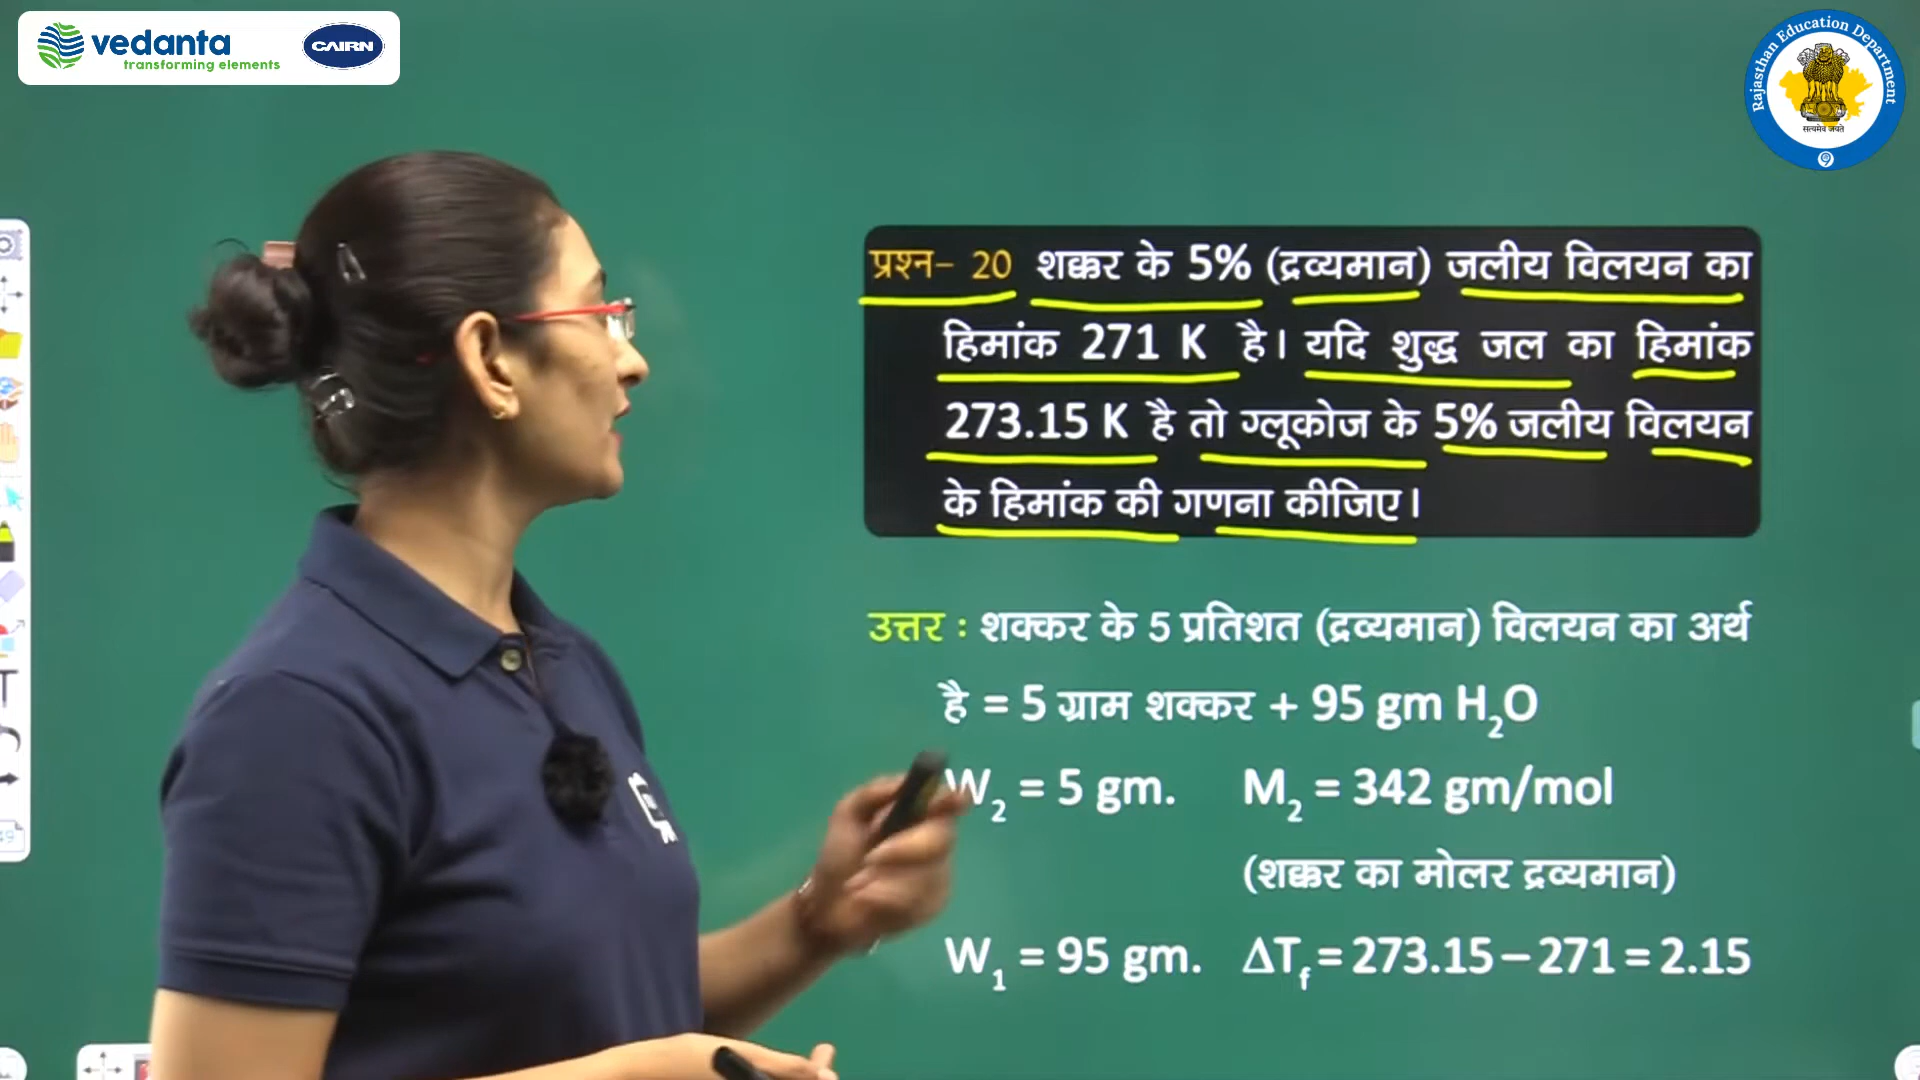 vedanta
transforming elements
CAIRN
Rajasthan Education Department
सत्यमेव जयते
प्रश्न- 20 शक्कर के 5% (द्रव्यमान) जलीय विलयन का
हिमांक 271 K है। यदि शुद्ध जल का हिमांक
273.15 K है तो ग्लूकोज के 5% जलीय विलयन
के हिमांक की गणना कीजिए।
उत्तर : शक्कर के 5 प्रतिशत (द्रव्यमान) विलयन का अर्थ
है = 5 ग्राम शक्कर + 95 gm H₂O
W₂ = 5 gm. M₂ = 342 gm/mol
(शक्कर का मोलर द्रव्यमान)
W₁ = 95 gm. ΔTf = 273.15 – 271 = 2.15